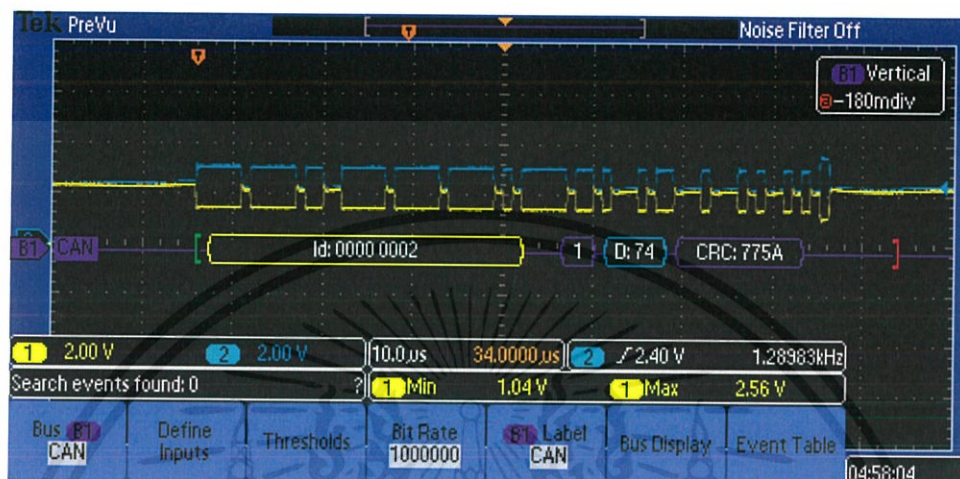 Tek PreVu
Noise Filter Off
B1 Vertical
a -180mdiv
B1 CAN [ Id: 0000 0002 1 D: 74 CRC: 775A ]
1 2.00 V 2 2.00 V 10.0µs 34.0000µs 2 2.40 V 1.28983kHz
Search events found: 0 ? 1 Min 1.04 V 1 Max 2.56 V
Bus B1 CAN
Define Inputs
Thresholds
Bit Rate 1000000
B1 Label CAN
Bus Display
Event Table
04:58:04